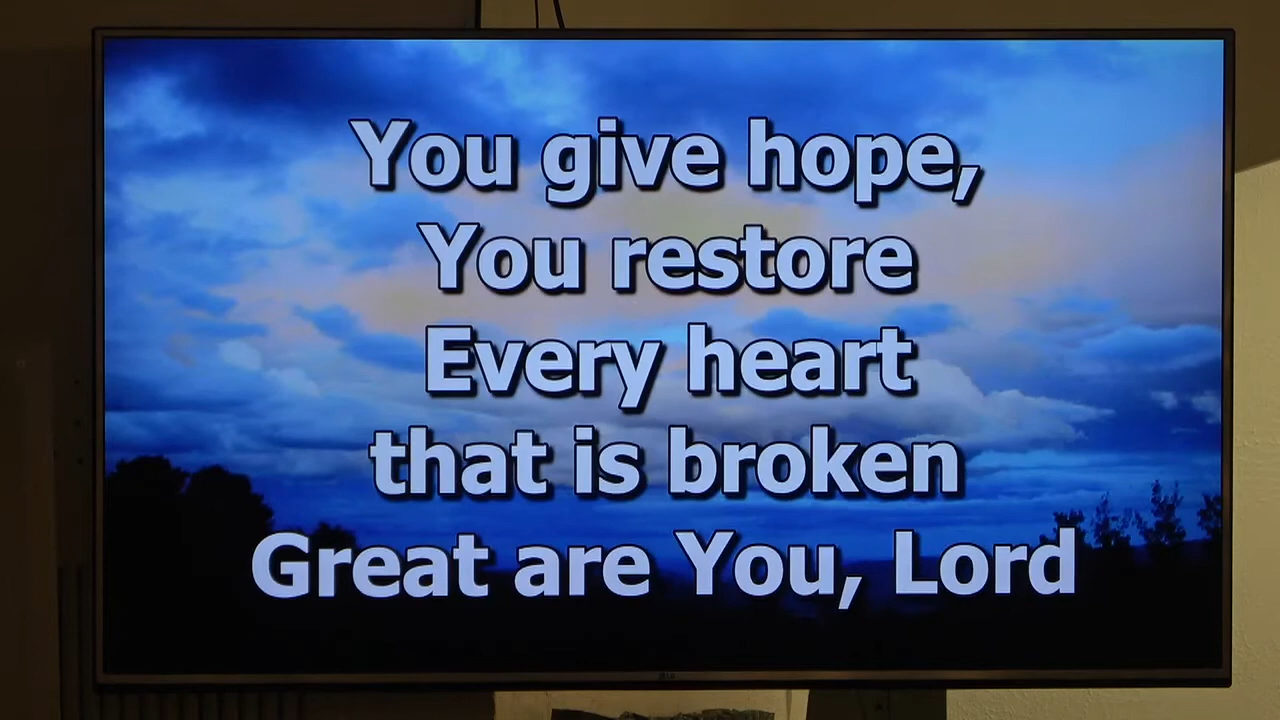 You give hope,
You restore
Every heart
that is broken
Great are You, Lord